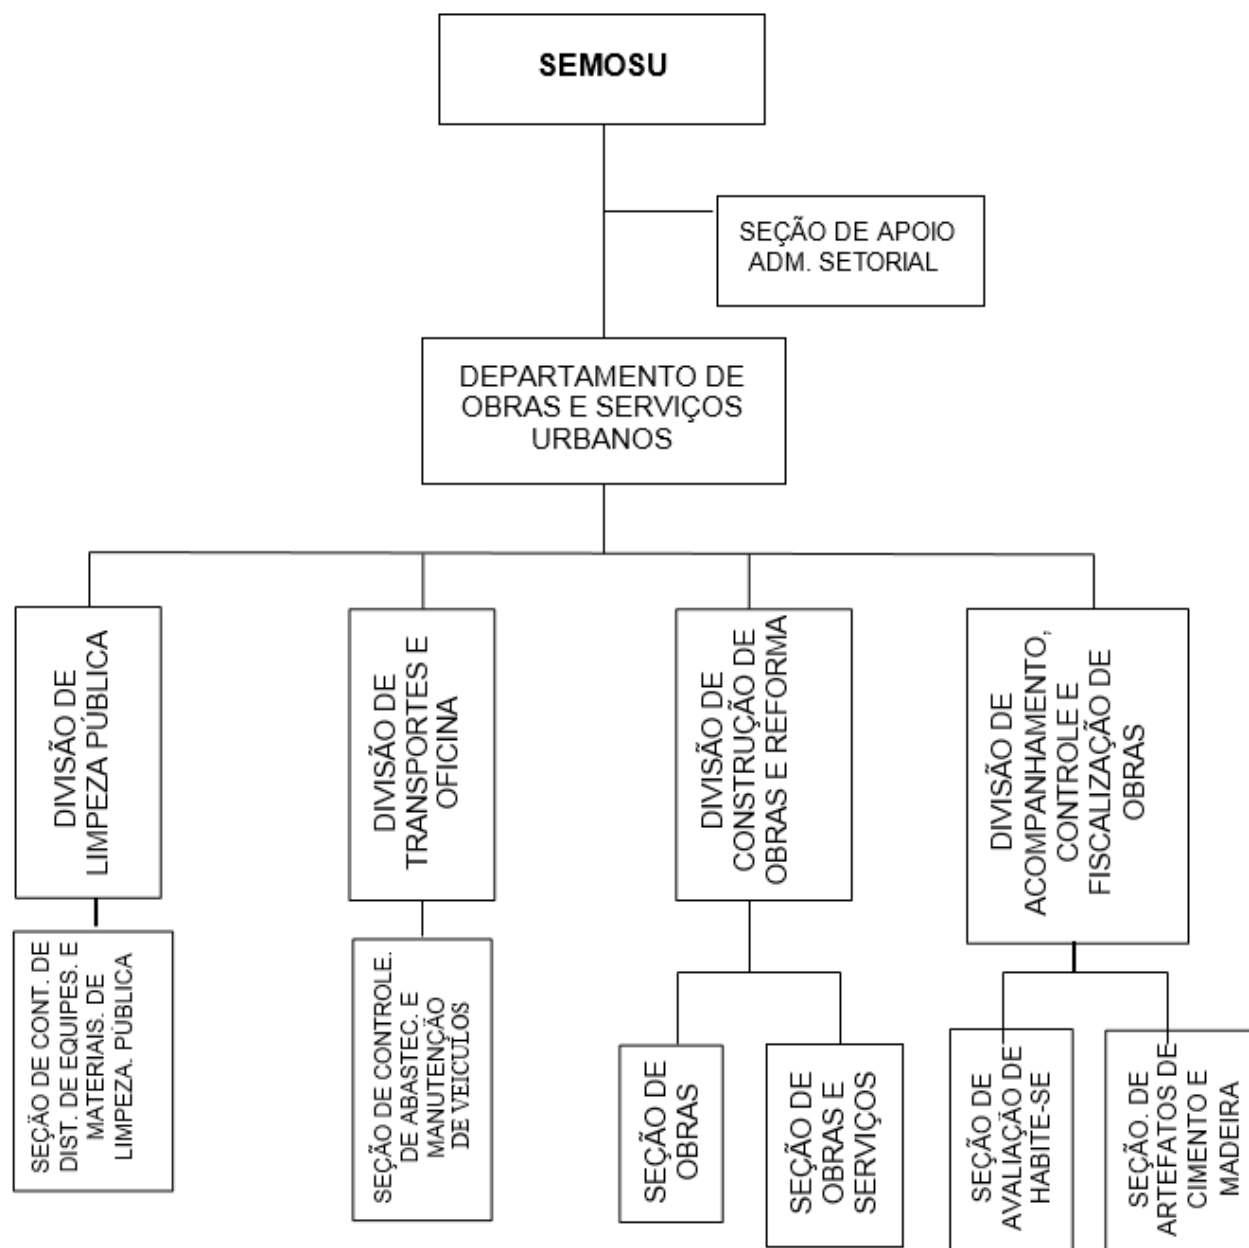 SEMOSU
SEÇÃO DE APOIO
ADM. SETORIAL
DEPARTAMENTO DE
OBRAS E SERVIÇOS
URBANOS
DIVISÃO DE
LIMPEZA PÚBLICA
DIVISÃO DE
TRANSPORTES E
OFICINA
DIVISÃO DE
CONSTRUÇÃO DE
OBRAS E REFORMA
DIVISÃO DE
ACOMPANHAMENTO,
CONTROLE E
FISCALIZAÇÃO DE
OBRAS
SEÇÃO DE CONT. DE
DIST. DE EQUIPES. E
MATERIAIS. DE
LIMPEZA. PÚBLICA
SEÇÃO DE CONTROLE.
DE ABASTEC. E
MANUTENÇÃO
DE VEICULOS
SEÇÃO DE
OBRAS
SEÇÃO DE
OBRAS E
SERVIÇOS
SEÇÃO DE
AVALIAÇÃO DE
HABITE-SE
SEÇÃO. DE
ARTEFATOS DE
CIMENTO E
MADEIRA